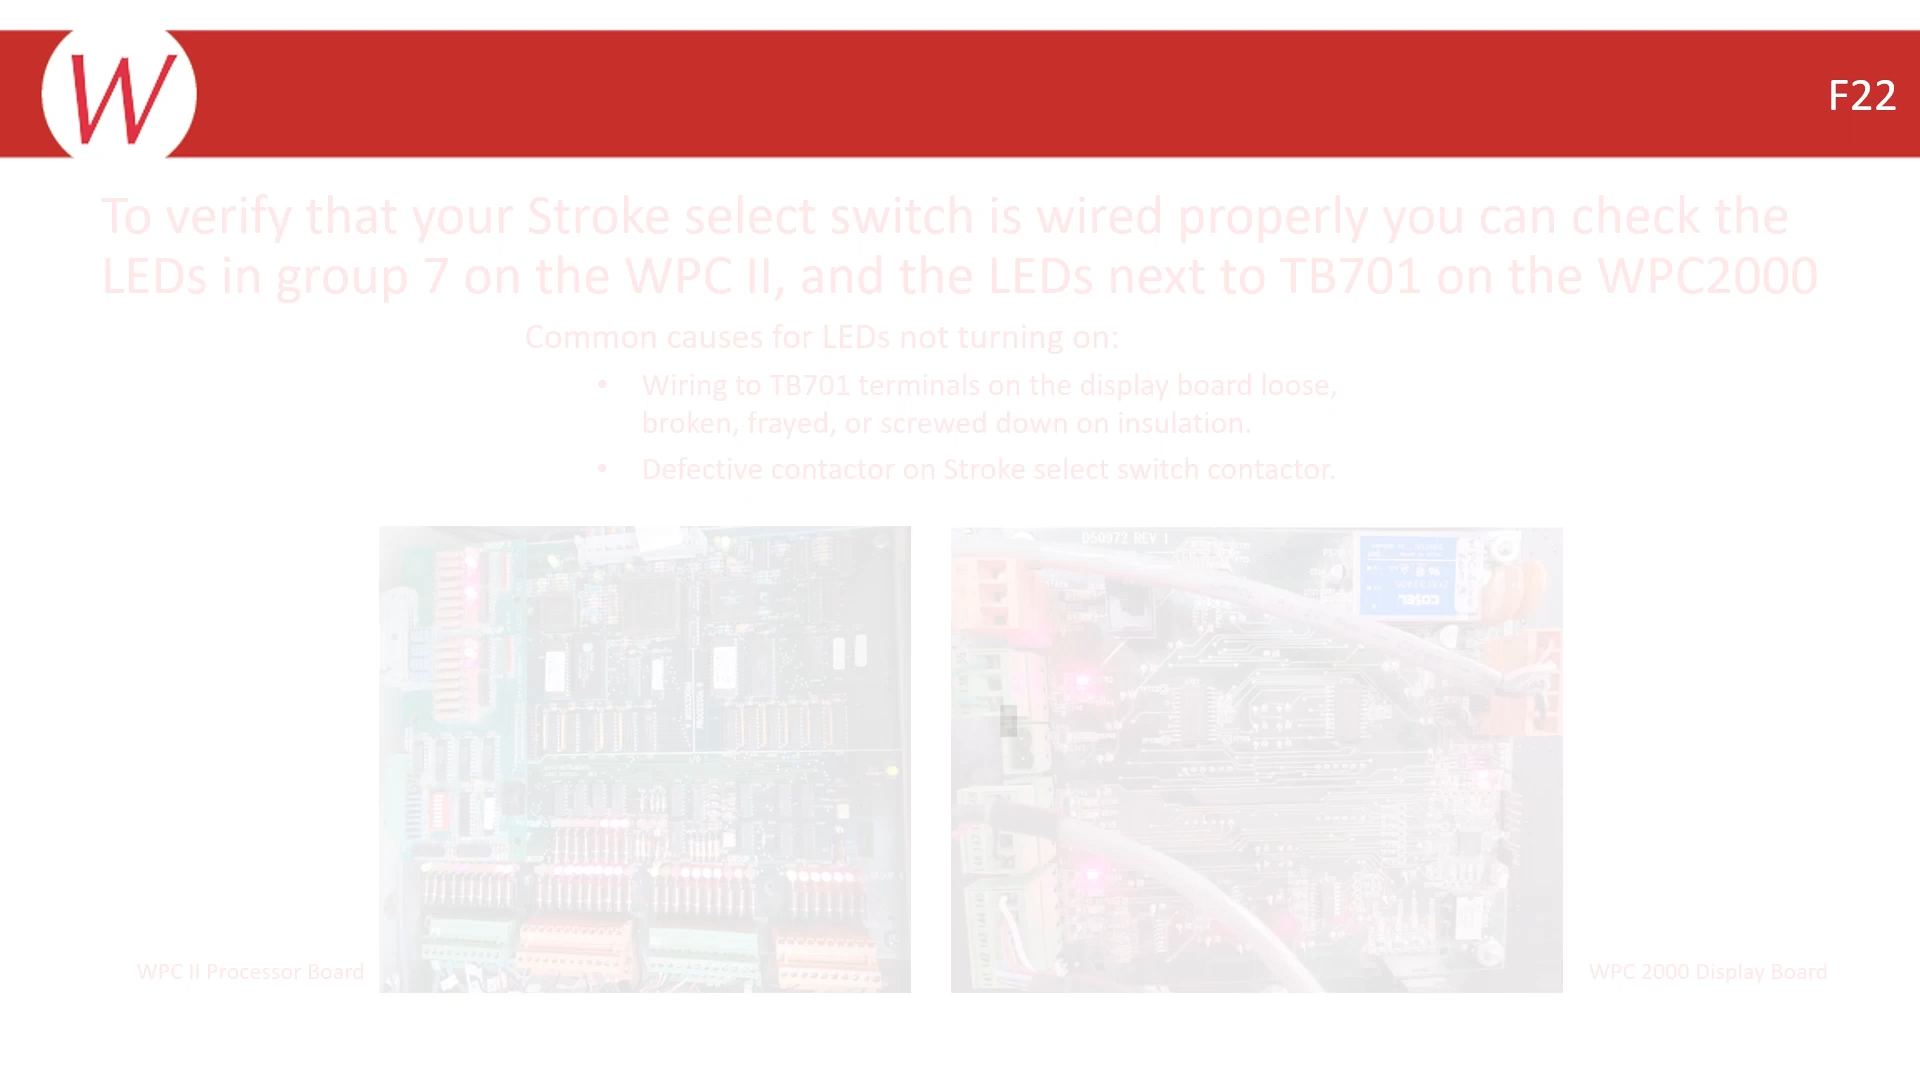 W
F22
To verify that your Stroke select switch is wired properly you can check the
LEDs in group 7 on the WPC II, and the LEDs next to TB701 on the WPC2000
Common causes for LEDs not turning on:
• Wiring to TB701 terminals on the display board loose,
broken, frayed, or screwed down on insulation.
• Defective contactor on Stroke select switch contactor.
D50972 REV I
COSEL
WPC II Processor Board
WPC 2000 Display Board